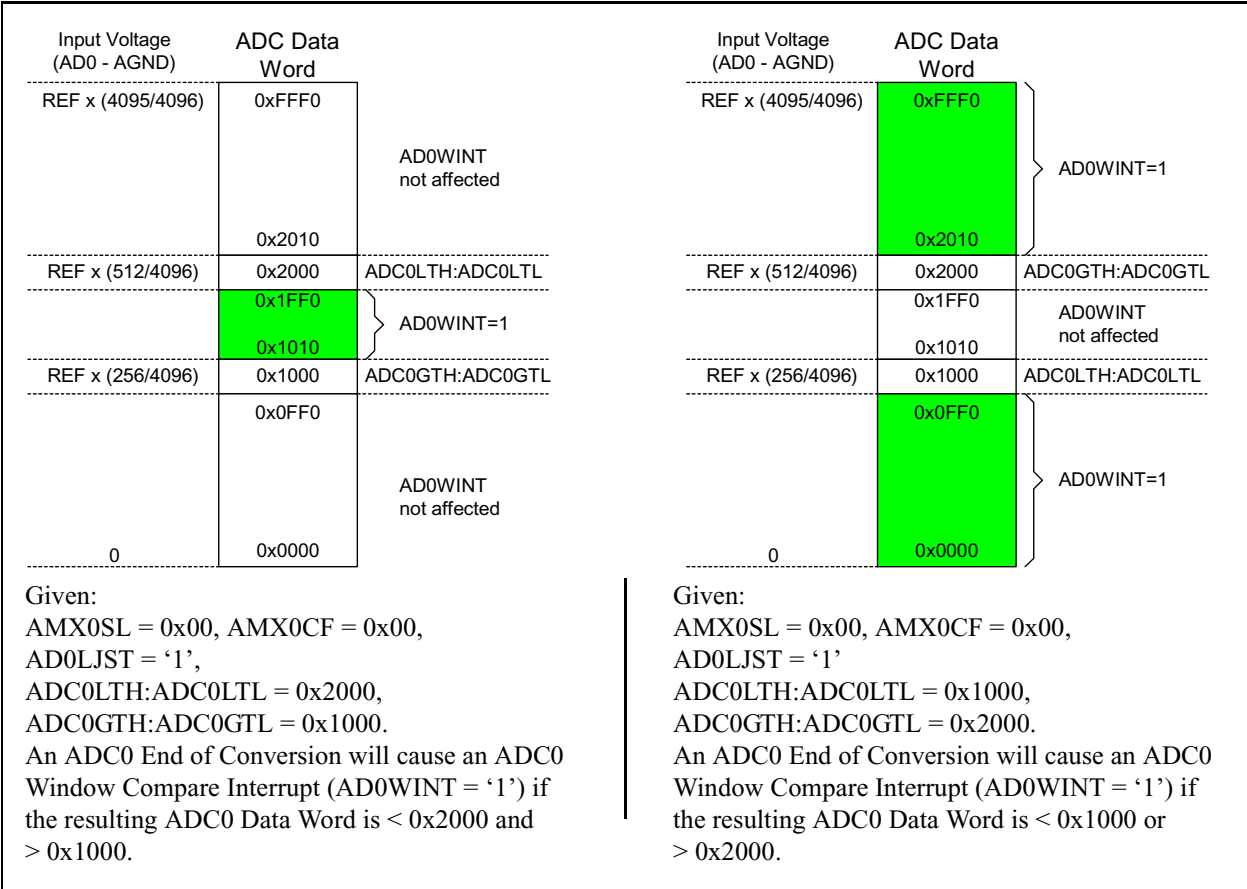 Input Voltage
(AD0 - AGND)
ADC Data
Word
REF x (4095/4096)
0xFFF0
AD0WINT
not affected
0x2010
REF x (512/4096)
0x2000
ADC0LTH:ADC0LTL
0x1FF0
AD0WINT=1
0x1010
REF x (256/4096)
0x1000
ADC0GTH:ADC0GTL
0x0FF0
AD0WINT
not affected
0
0x0000
Given:
AMX0SL = 0x00, AMX0CF = 0x00,
AD0LJST = ‘1’,
ADC0LTH:ADC0LTL = 0x2000,
ADC0GTH:ADC0GTL = 0x1000.
An ADC0 End of Conversion will cause an ADC0
Window Compare Interrupt (AD0WINT = ‘1’) if
the resulting ADC0 Data Word is < 0x2000 and
> 0x1000.
Input Voltage
(AD0 - AGND)
ADC Data
Word
REF x (4095/4096)
0xFFF0
AD0WINT=1
0x2010
REF x (512/4096)
0x2000
ADC0GTH:ADC0GTL
0x1FF0
AD0WINT
not affected
0x1010
REF x (256/4096)
0x1000
ADC0LTH:ADC0LTL
0x0FF0
AD0WINT=1
0
0x0000
Given:
AMX0SL = 0x00, AMX0CF = 0x00,
AD0LJST = ‘1’
ADC0LTH:ADC0LTL = 0x1000,
ADC0GTH:ADC0GTL = 0x2000.
An ADC0 End of Conversion will cause an ADC0
Window Compare Interrupt (AD0WINT = ‘1’) if
the resulting ADC0 Data Word is < 0x1000 or
> 0x2000.